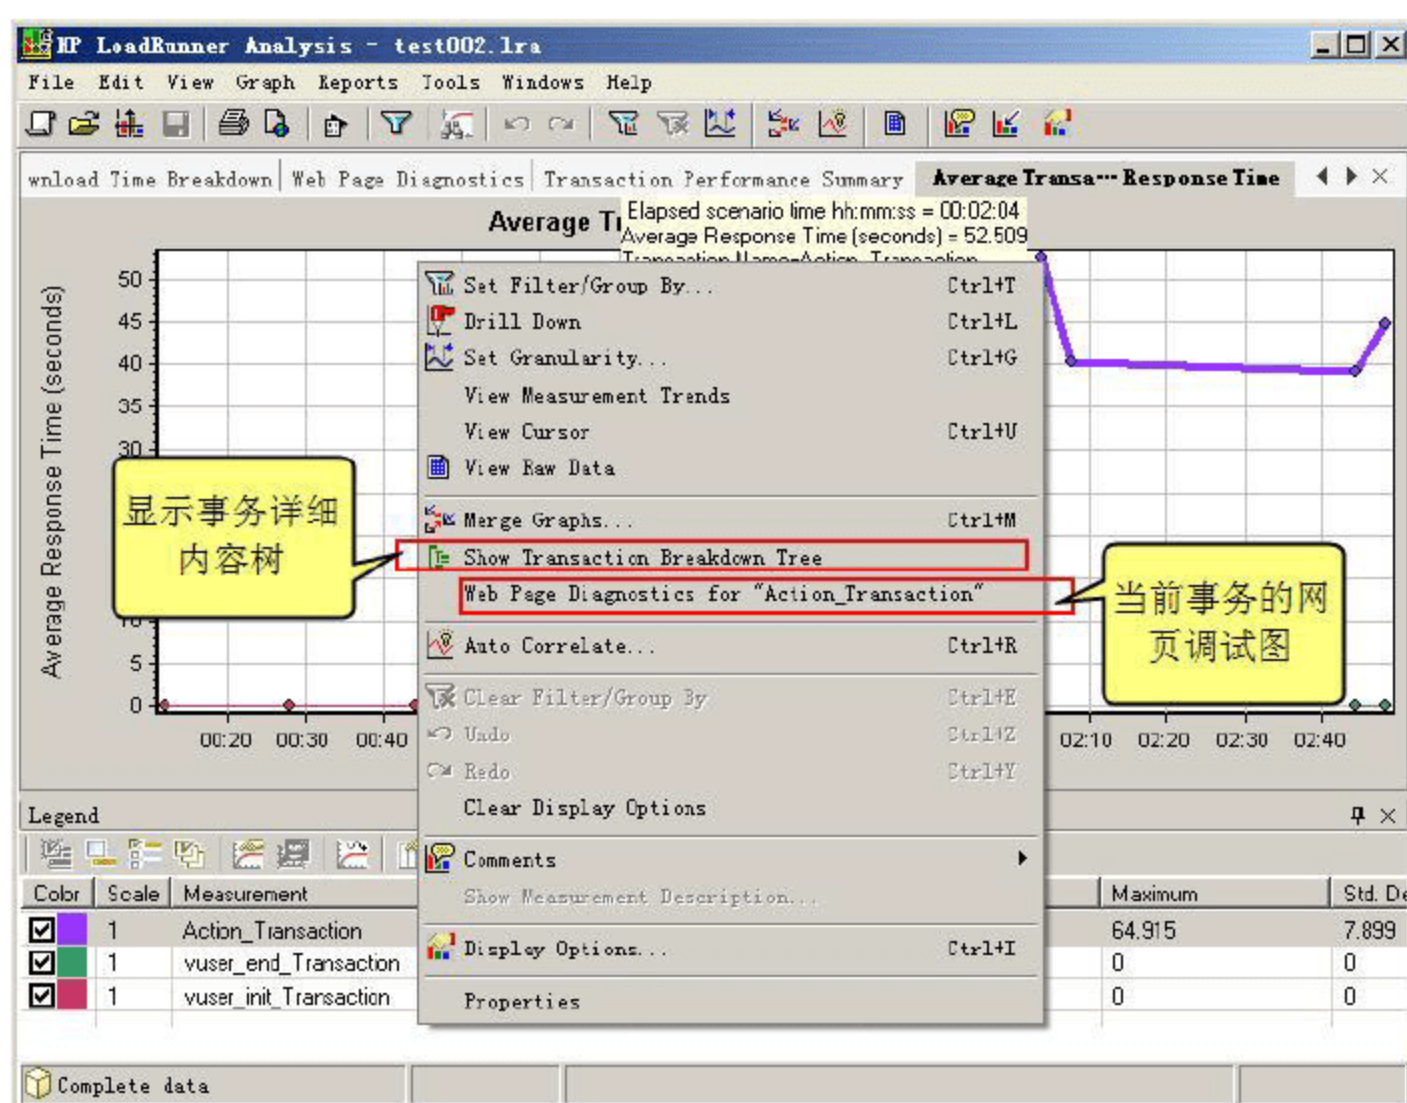 HP LoadRunner Analysis - test002.lra
File Edit View Graph Reports Tools Windows Help
wnload Time Breakdown Web Page Diagnostics Transaction Performance Summary Average Transa... Response Time
Average Tr
Elapsed scenario time hh:mm:ss = 00:02:04
Average Response Time (seconds) = 52.509
Transaction Name=Action_Transaction
Average Response Time (seconds)
50
45
40
35
30
10
5
0
00:20 00:30 00:40
02:10 02:20 02:30 02:40
显示事务详细
内容树
Set Filter/Group By... Ctrl+T
Drill Down Ctrl+L
Set Granularity... Ctrl+G
View Measurement Trends
View Cursor Ctrl+U
View Raw Data
Merge Graphs... Ctrl+M
Show Transaction Breakdown Tree
Web Page Diagnostics for "Action_Transaction"
Auto Correlate... Ctrl+R
Clear Filter/Group By Ctrl+E
Undo Ctrl+Z
Redo Ctrl+Y
Clear Display Options
Comments
Show Measurement Description...
Display Options... Ctrl+I
Properties
当前事务的网
页调试图
Legend
Color Scale Measurement Maximum Std. De
1 Action_Transaction 64.915 7.899
1 vuser_end_Transaction 0 0
1 vuser_init_Transaction 0 0
Complete data